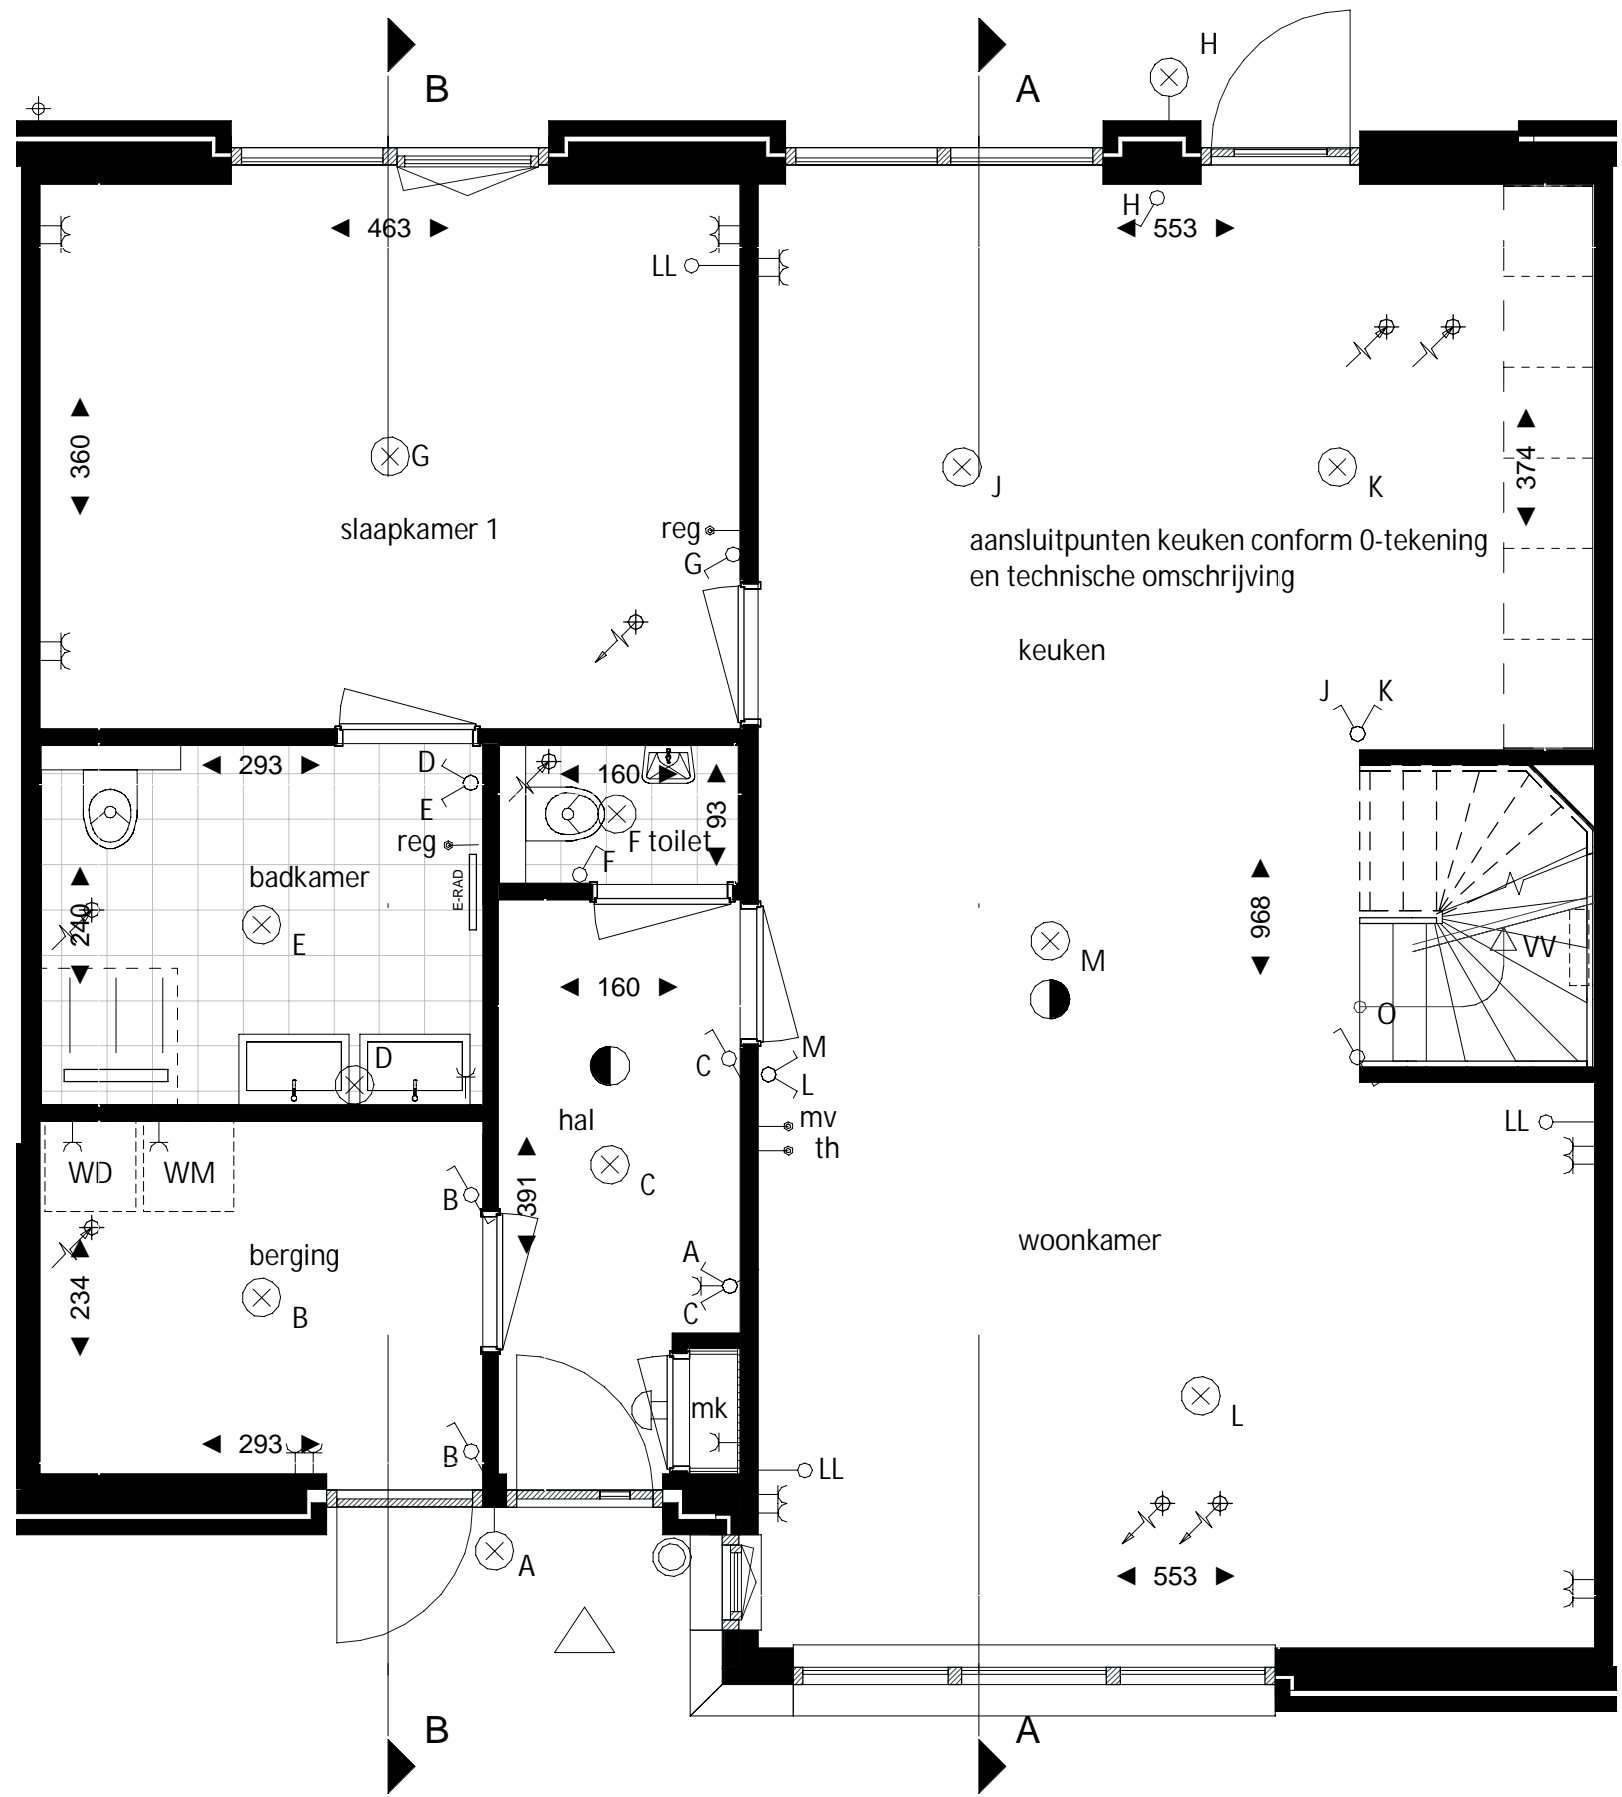 H
B
A
H
463
553
LL
360
G
J
K
374
slaapkamer 1
reg
G
aansluitpunten keuken conform 0-tekening
en technische omschrijving
keuken
J K
D
293
160
E
93
reg
F toilet
F
badkamer
E-RAD
240
E
968
M
VV
160
O
D
C
M
L
hal
mv
th
LL
WD
WM
C
B
391
A
woonkamer
berging
B
234
C
mk
L
293
B
LL
A
553
B
A